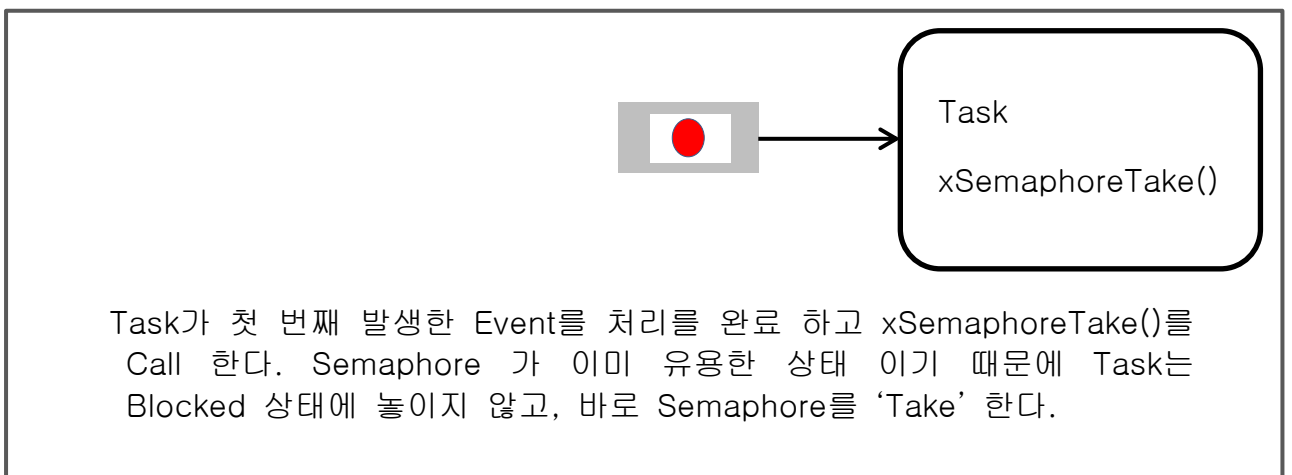 Task
xSemaphoreTake()
Task가 첫 번째 발생한 Event를 처리를 완료 하고 xSemaphoreTake()를
Call 한다. Semaphore 가 이미 유용한 상태 이기 때문에 Task는
Blocked 상태에 놓이지 않고, 바로 Semaphore를 ‘Take’ 한다.